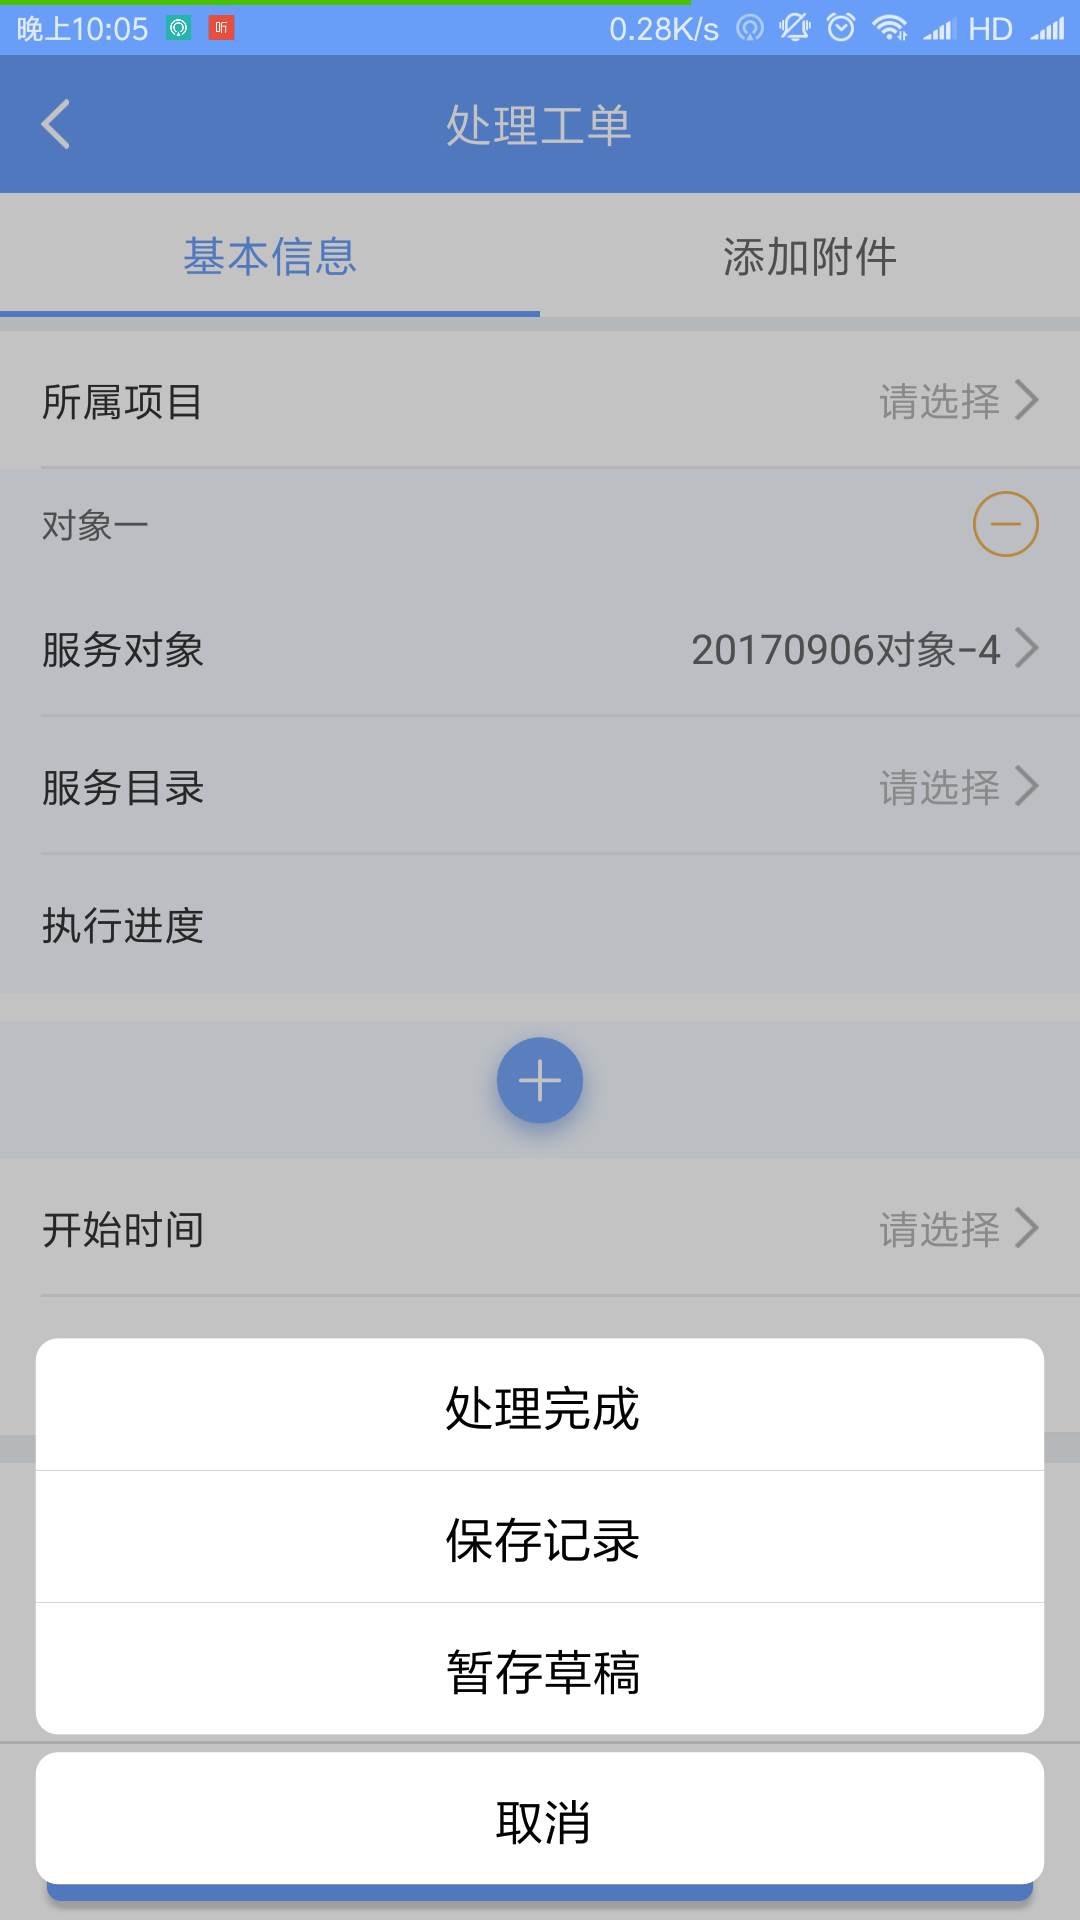 晚上10:05 听 0.28K/s HD
处理工单
基本信息 添加附件
所属项目 请选择
对象一
服务对象 20170906对象-4
服务目录 请选择
执行进度
开始时间 请选择
处理完成
保存记录
暂存草稿
取消